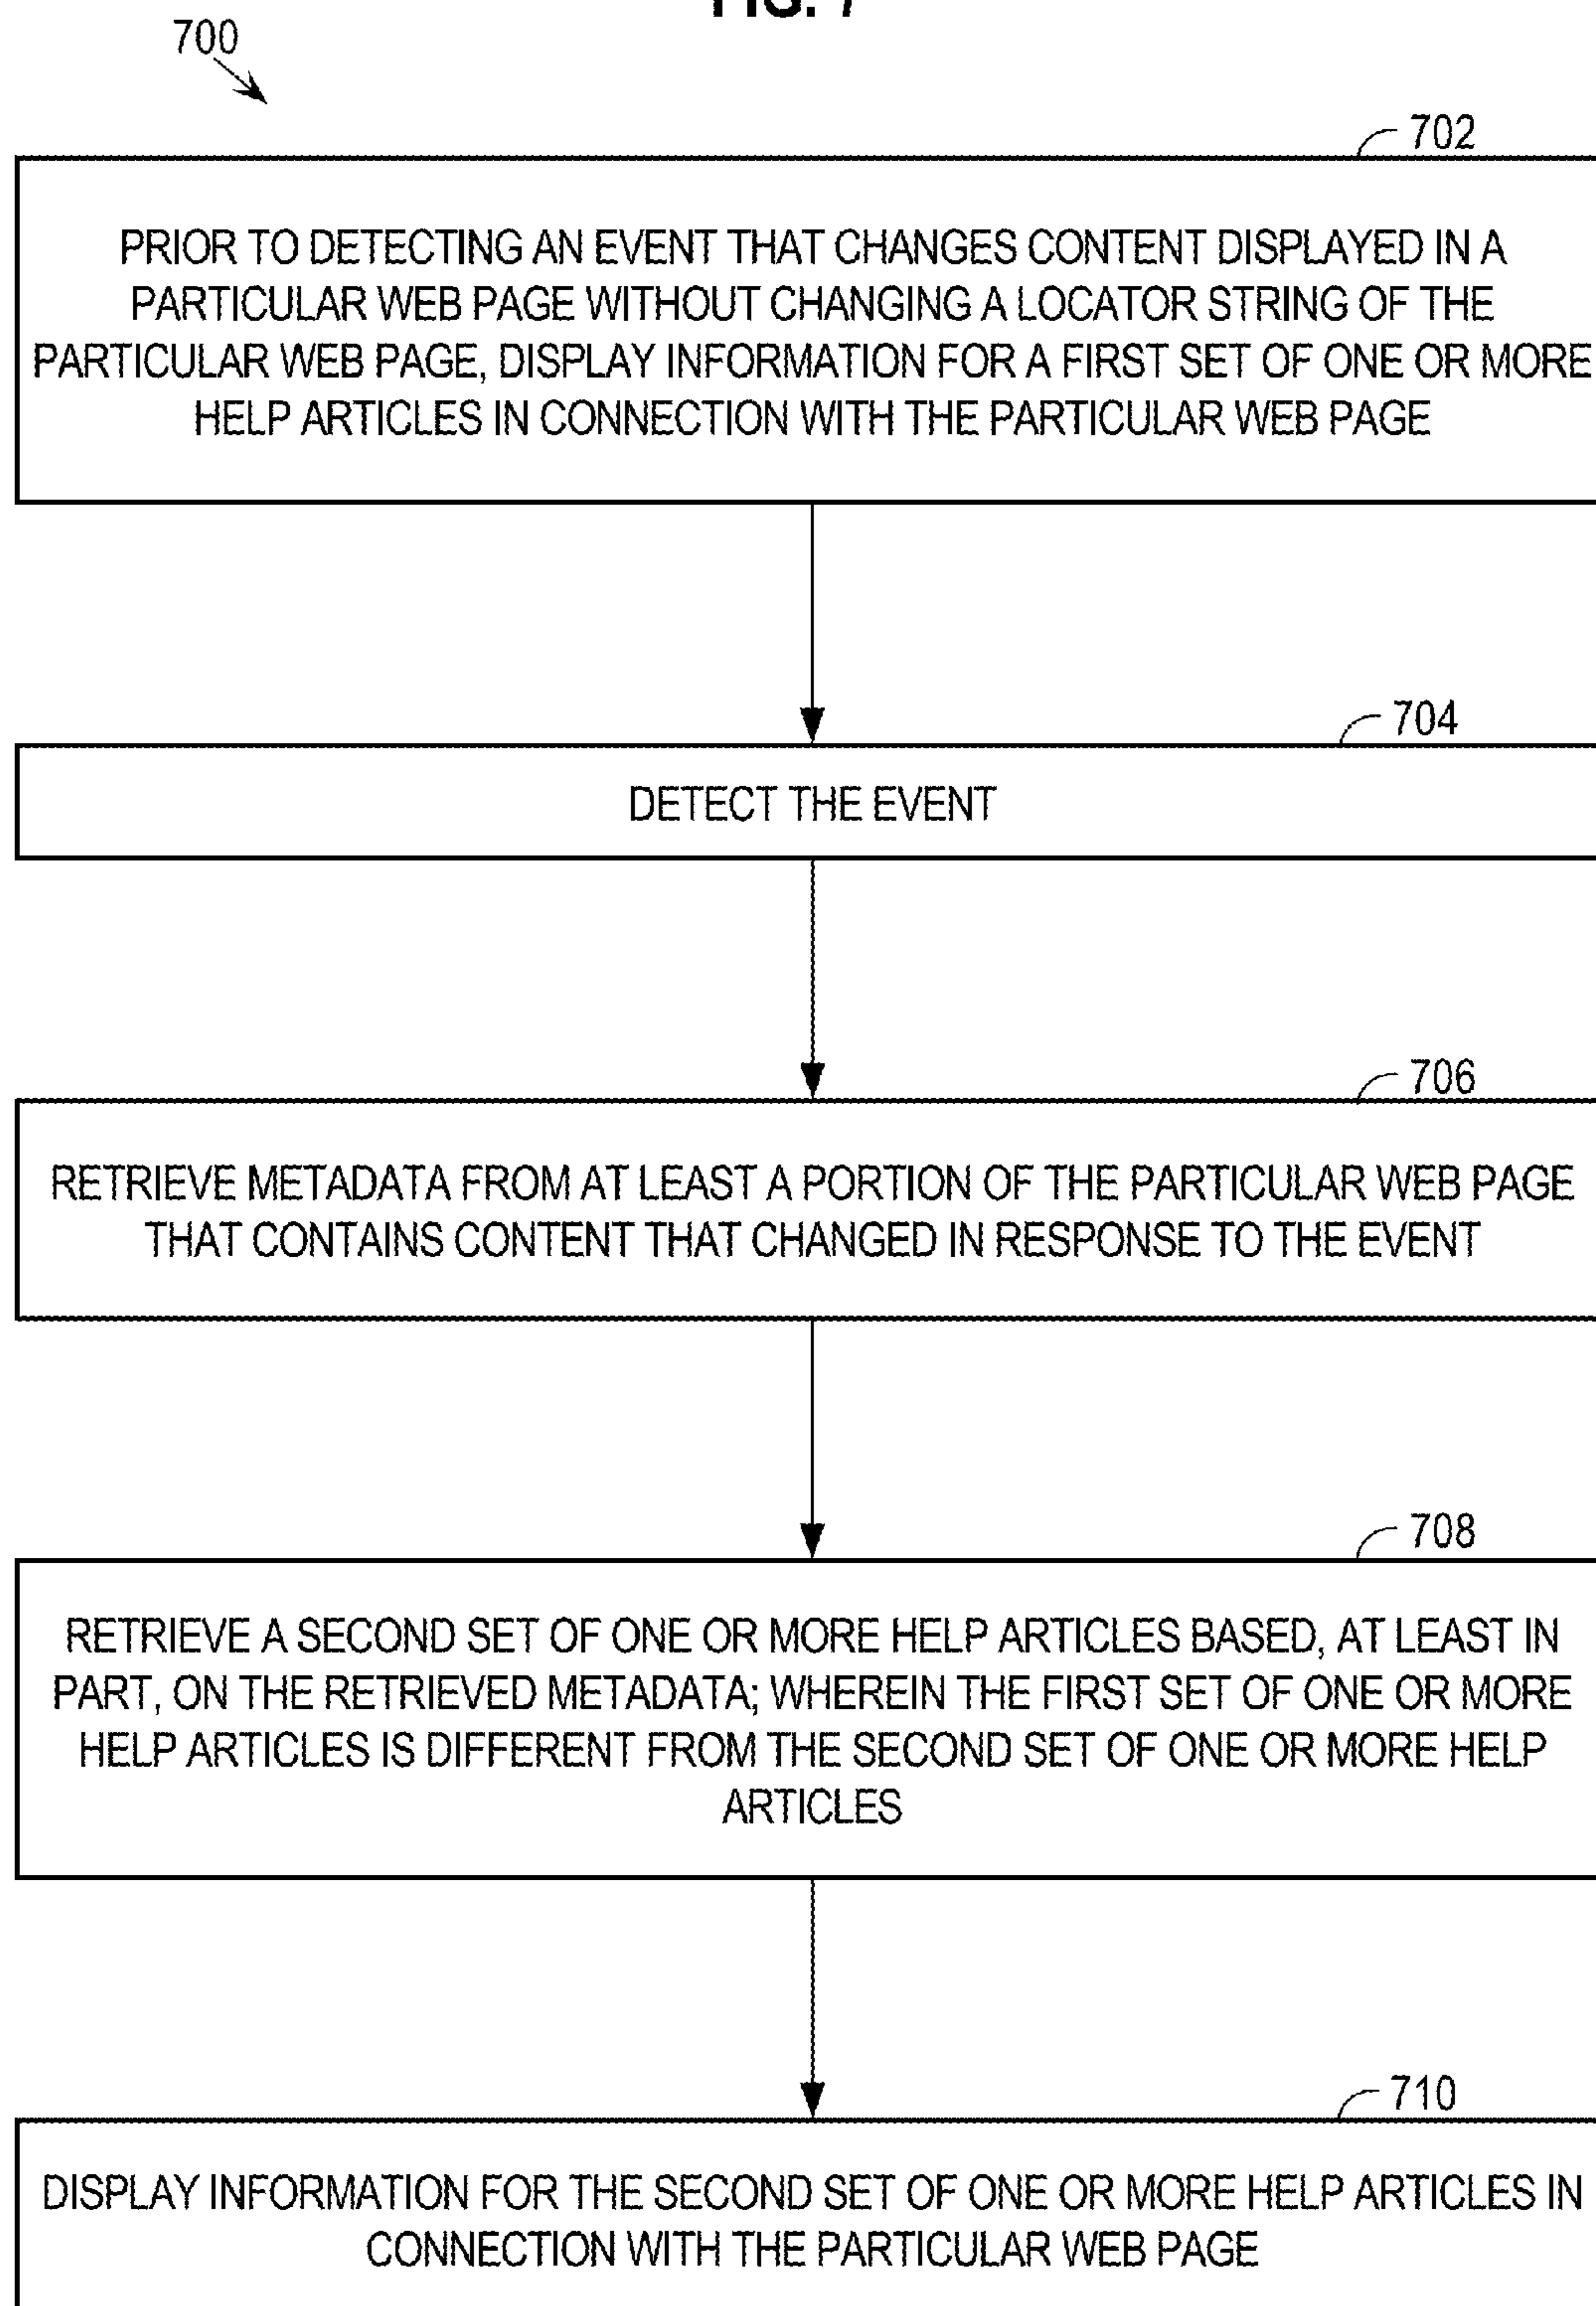 FIG. 7
700
702
PRIOR TO DETECTING AN EVENT THAT CHANGES CONTENT DISPLAYED IN A
PARTICULAR WEB PAGE WITHOUT CHANGING A LOCATOR STRING OF THE
PARTICULAR WEB PAGE, DISPLAY INFORMATION FOR A FIRST SET OF ONE OR MORE
HELP ARTICLES IN CONNECTION WITH THE PARTICULAR WEB PAGE
704
DETECT THE EVENT
706
RETRIEVE METADATA FROM AT LEAST A PORTION OF THE PARTICULAR WEB PAGE
THAT CONTAINS CONTENT THAT CHANGED IN RESPONSE TO THE EVENT
708
RETRIEVE A SECOND SET OF ONE OR MORE HELP ARTICLES BASED, AT LEAST IN
PART, ON THE RETRIEVED METADATA; WHEREIN THE FIRST SET OF ONE OR MORE
HELP ARTICLES IS DIFFERENT FROM THE SECOND SET OF ONE OR MORE HELP
ARTICLES
710
DISPLAY INFORMATION FOR THE SECOND SET OF ONE OR MORE HELP ARTICLES IN
CONNECTION WITH THE PARTICULAR WEB PAGE